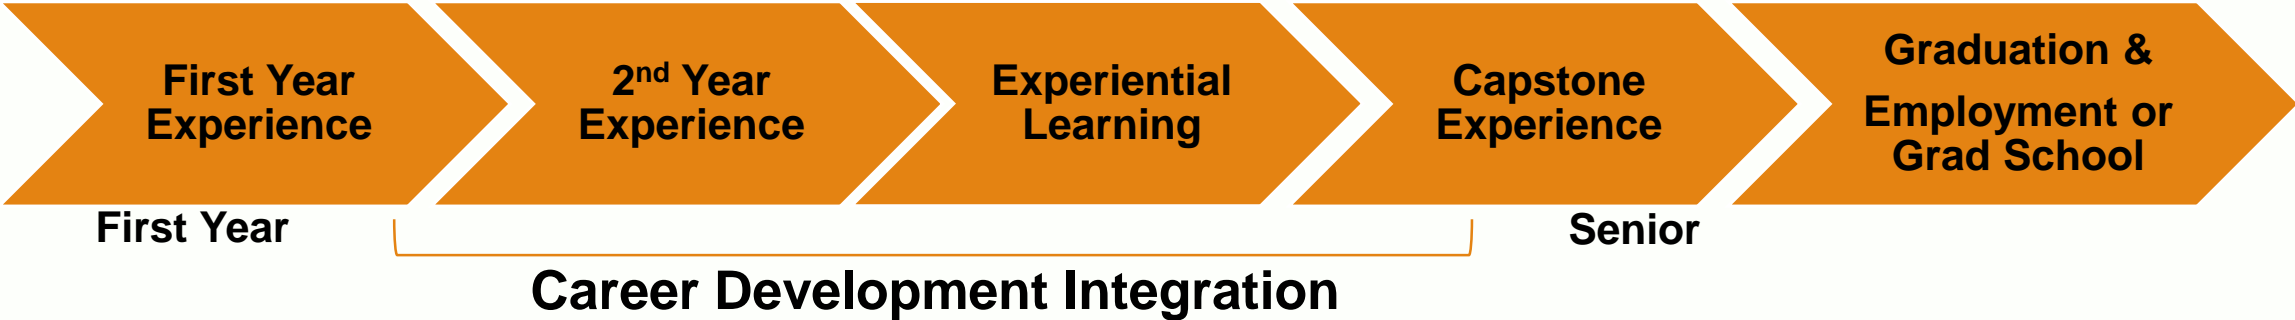 First Year
Experience
2nd Year
Experience
Experiential
Learning
Capstone
Experience
Graduation &
Employment or
Grad School
First Year
Senior
Career Development Integration